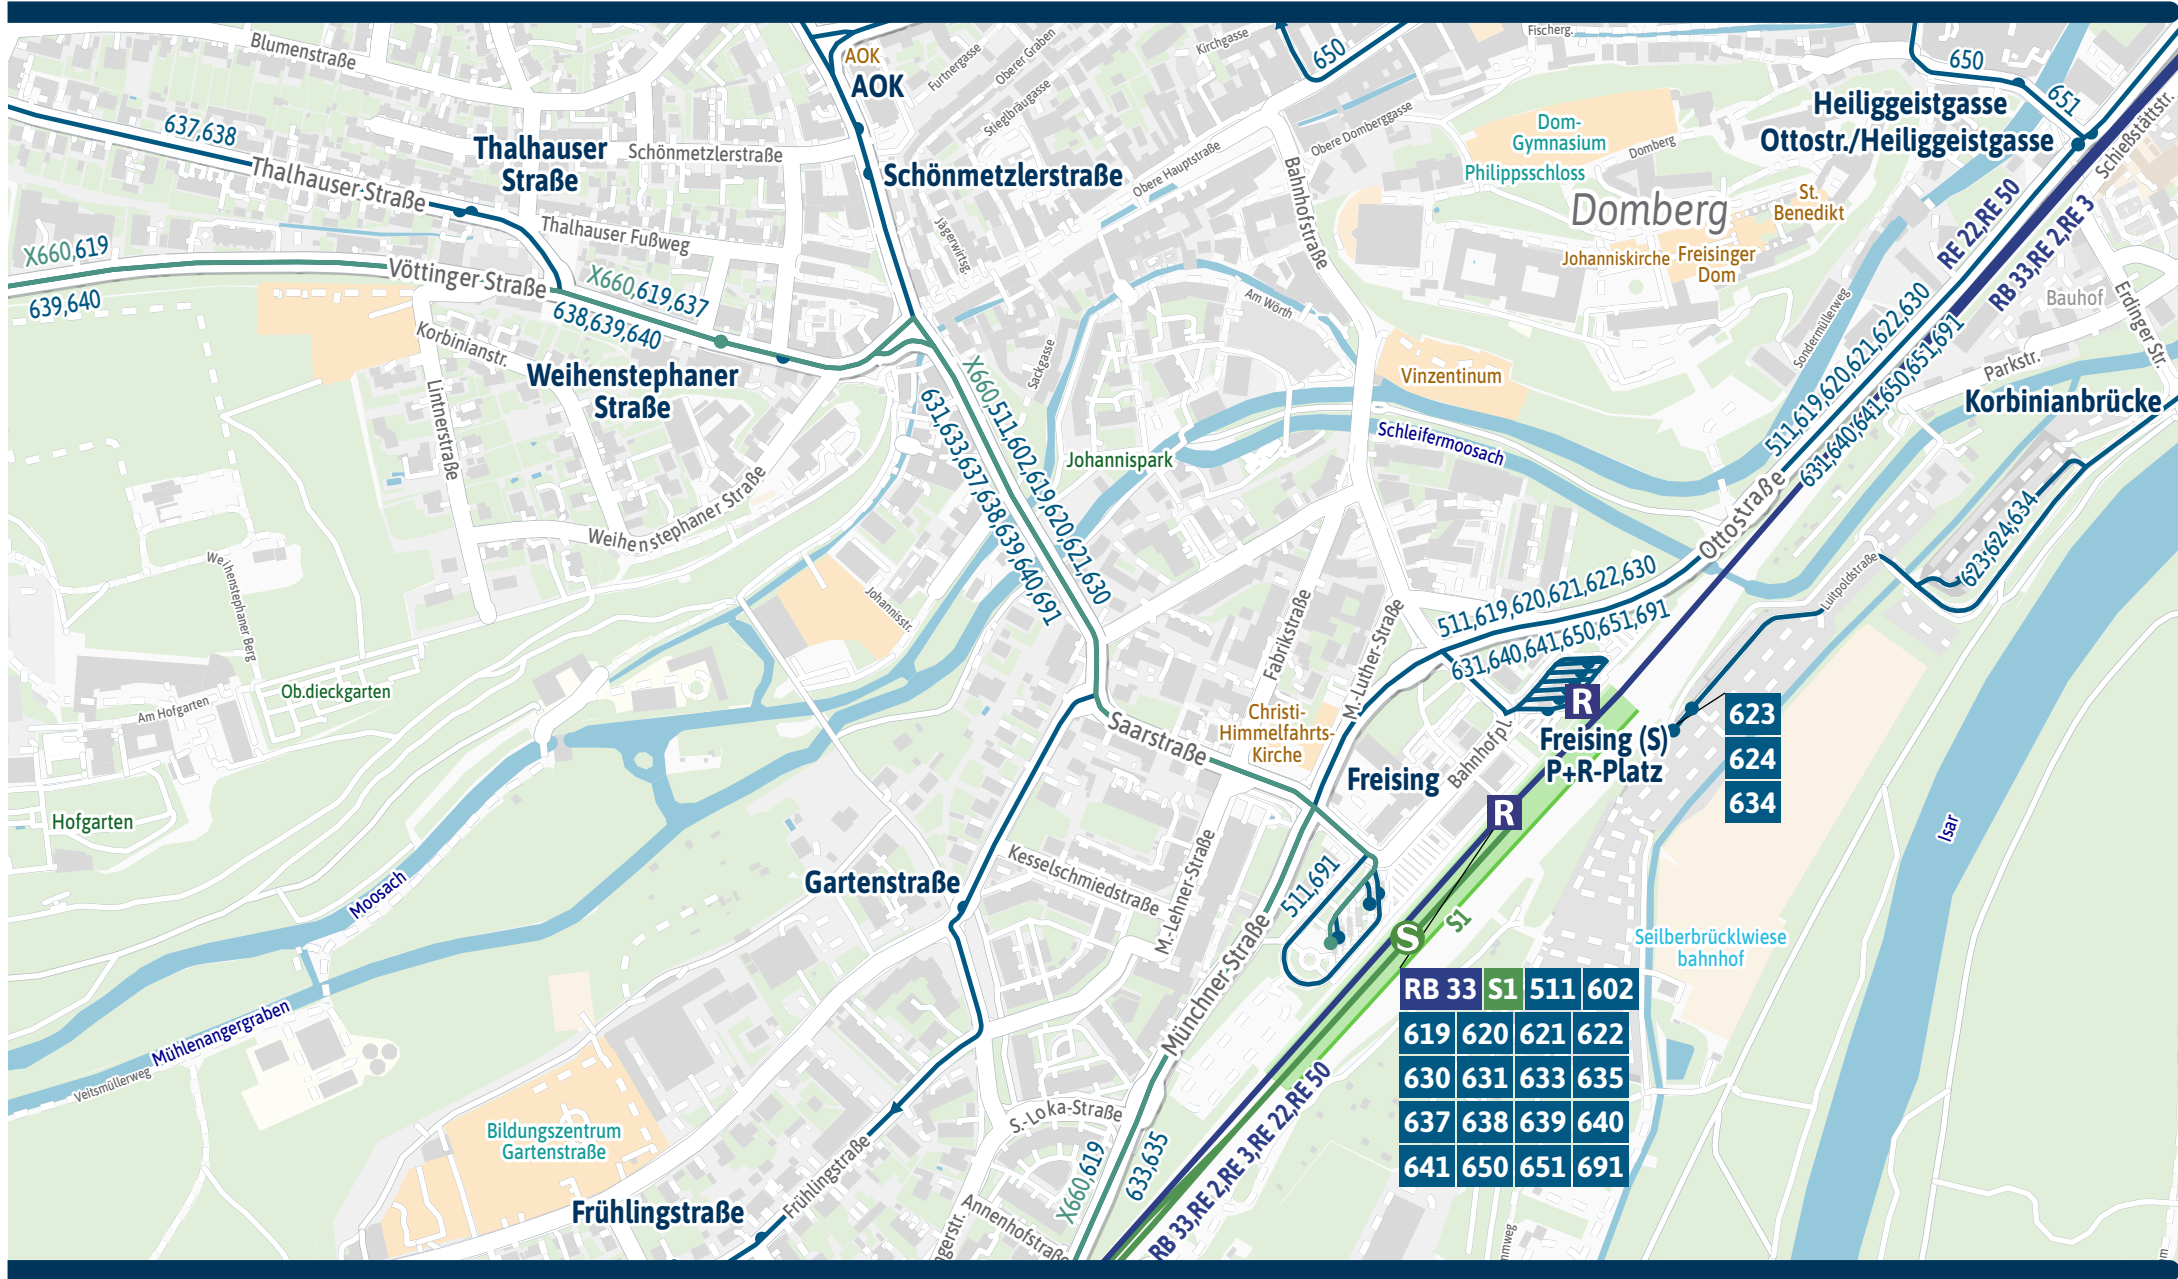 Blumenstraße
AOK
AOK
Furtnergasse
Oberer Graben
Stieglbräugasse
Kirchgasse
650
Fischerg.
650
651
Heiliggeistgasse
Ottostr./Heiliggeistgasse
Schießstättstr.
637,638
Thalhauser Straße
Thalhauser
Straße
Schönmetzlerstraße
Schönmetzlerstraße
Obere Hauptstraße
Bahnhofstraße
Obere Domberggasse
Dom-
Gymnasium
Philippsschloss
Domberg
Domberg
St.
Benedikt
Johanniskirche
Freisinger
Dom
RE 22,RE 50
RB 33,RE 2,RE 3
Bauhof
Erdinger Str.
Parkstr.
Sondermüllerweg
Korbinianbrücke
X660,619
639,640
Vöttinger-Straße
Thalhauser Fußweg
X660,619,637
638,639,640
Jägerwirtsg.
Am Wörth
Sackgasse
Korbinianstr.
Lintnerstraße
Weihenstephaner
Straße
Weihenstephaner Straße
X660,511,602,619,620,621,630
631,633,637,638,639,640,691
Johannispark
Vinzentinum
Schleifermoosach
511,619,620,621,622,630
631,640,641,650,651,691
Ottostraße
623,624,634
Luitpoldstraße
Weihenstephaner Berg
Johannisstr.
Ob.dieckgarten
Am Hofgarten
Hofgarten
Moosach
Mühlenangergraben
Veitsmüllerweg
Fabrikstraße
M.-Luther-Straße
511,619,620,621,622,630
631,640,641,650,651,691
Saarstraße
Christi-
Himmelfahrts-
Kirche
Freising
Bahnhofpl.
R
Freising (S)
P+R-Platz
R
623
624
634
Isar
Gartenstraße
Kesselschmiedstraße
M.-Lehner-Straße
511,691
Münchner-Straße
S
S1
Seilberbrücklwiese
bahnhof
RB 33 S1 511 602
619 620 621 622
630 631 633 635
637 638 639 640
641 650 651 691
Bildungszentrum
Gartenstraße
S.-Loka-Straße
Frühlingstraße
Frühlingstraße
Annenhofstraße
gerstr.
X660,619
633,635
RB 33,RE 2,RE 3,RE 22,RE 50